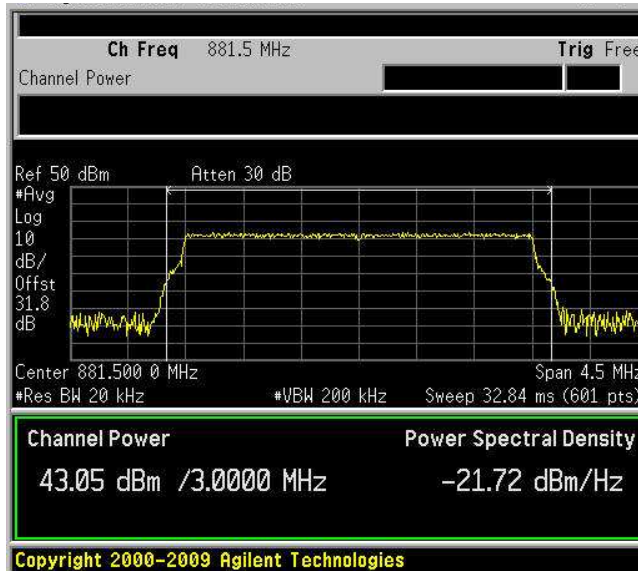 Ch Freq 881.5 MHz Trig Free
Channel Power
Ref 50 dBm Atten 30 dB
#Avg
Log
10
dB/
Offst
31.8
dB
Center 881.500 0 MHz Span 4.5 MHz
#Res BW 20 kHz #VBW 200 kHz Sweep 32.84 ms (601 pts)
Channel Power Power Spectral Density
43.05 dBm /3.0000 MHz -21.72 dBm/Hz
Copyright 2000-2009 Agilent Technologies